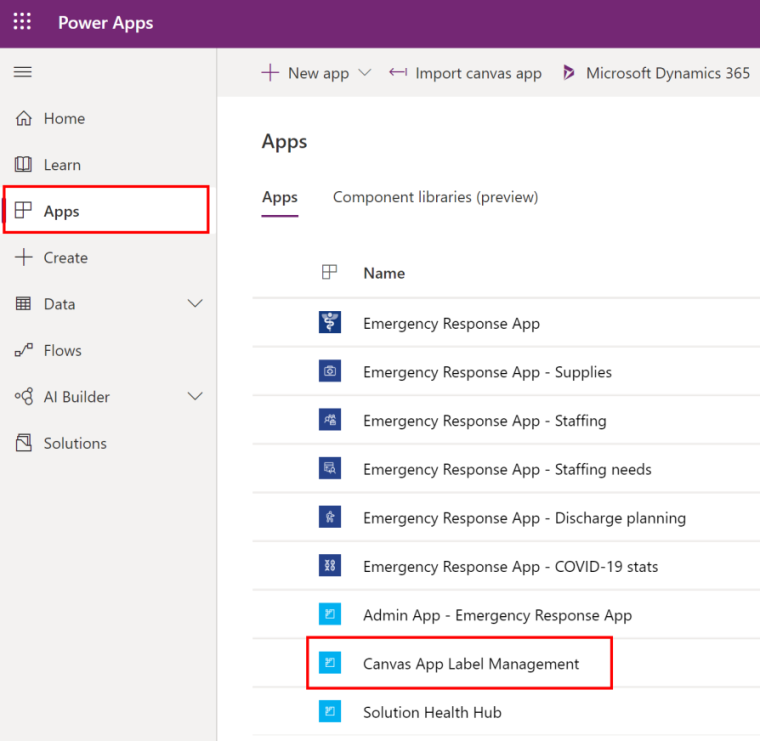 Power Apps
New app
Import canvas app
Microsoft Dynamics 365
Home
Learn
Apps
Create
Data
Flows
AI Builder
Solutions
Apps
Apps
Component libraries (preview)
Name
Emergency Response App
Emergency Response App - Supplies
Emergency Response App - Staffing
Emergency Response App - Staffing needs
Emergency Response App - Discharge planning
Emergency Response App - COVID-19 stats
Admin App - Emergency Response App
Canvas App Label Management
Solution Health Hub